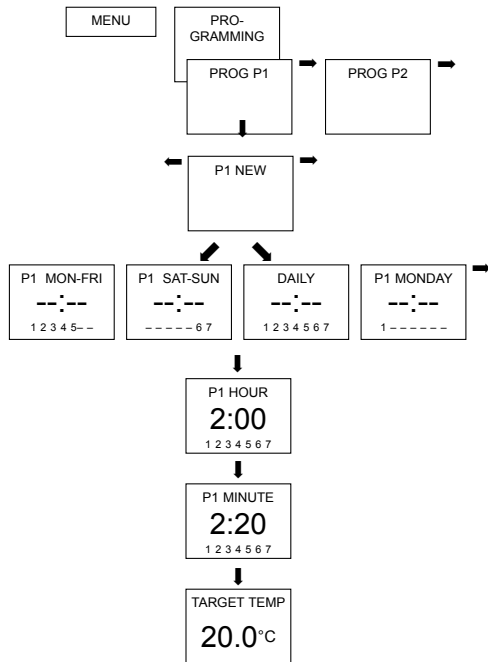 MENU
PRO-
GRAMMING
PROG P1
PROG P2
P1 NEW
P1 MON-FRI
--:--
1 2 3 4 5 – –
P1 SAT-SUN
--:--
– – – – – 6 7
DAILY
--:--
1 2 3 4 5 6 7
P1 MONDAY
--:--
1 – – – – – –
P1 HOUR
2:00
1 2 3 4 5 6 7
P1 MINUTE
2:20
1 2 3 4 5 6 7
TARGET TEMP
20.0°C